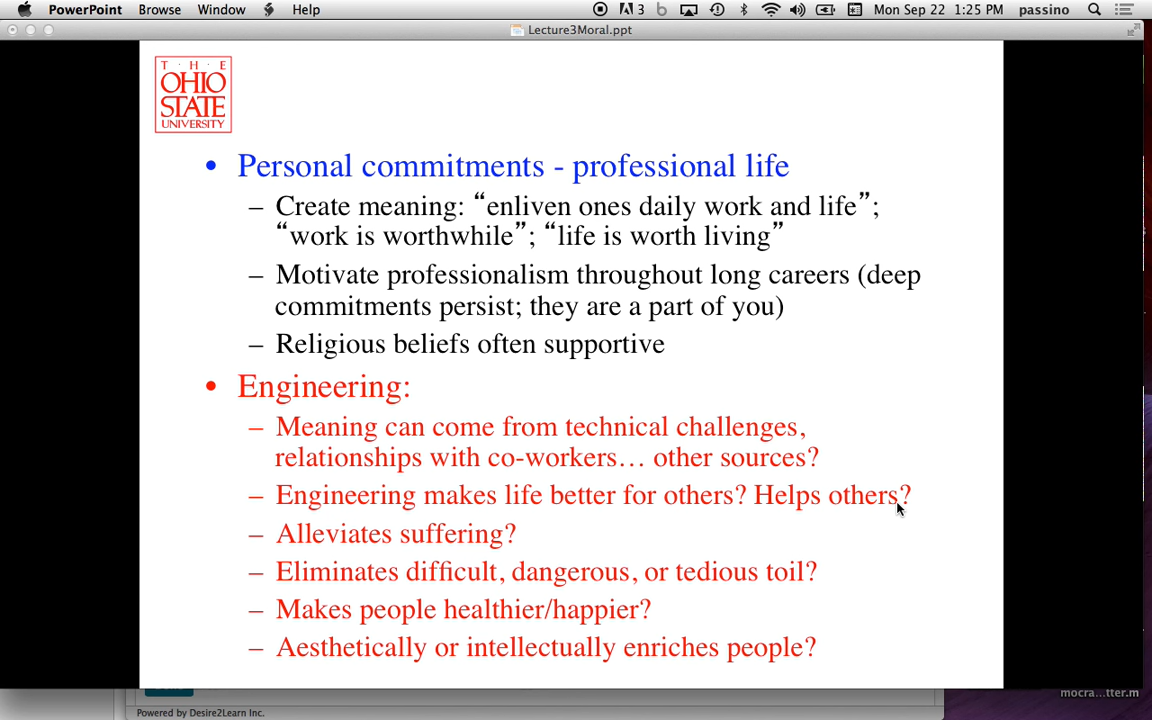 PowerPoint Browse Window Help 3 Mon Sep 22 1:25 PM passino
Lecture3Moral.ppt
T · H · E
OHIO
STATE
UNIVERSITY
• Personal commitments - professional life
– Create meaning: “enliven ones daily work and life”;
“work is worthwhile”; “life is worth living”
– Motivate professionalism throughout long careers (deep
commitments persist; they are a part of you)
– Religious beliefs often supportive
• Engineering:
– Meaning can come from technical challenges,
relationships with co-workers… other sources?
– Engineering makes life better for others? Helps others?
– Alleviates suffering?
– Eliminates difficult, dangerous, or tedious toil?
– Makes people healthier/happier?
– Aesthetically or intellectually enriches people?
mocra...tter.m
Powered by Desire2Learn Inc.